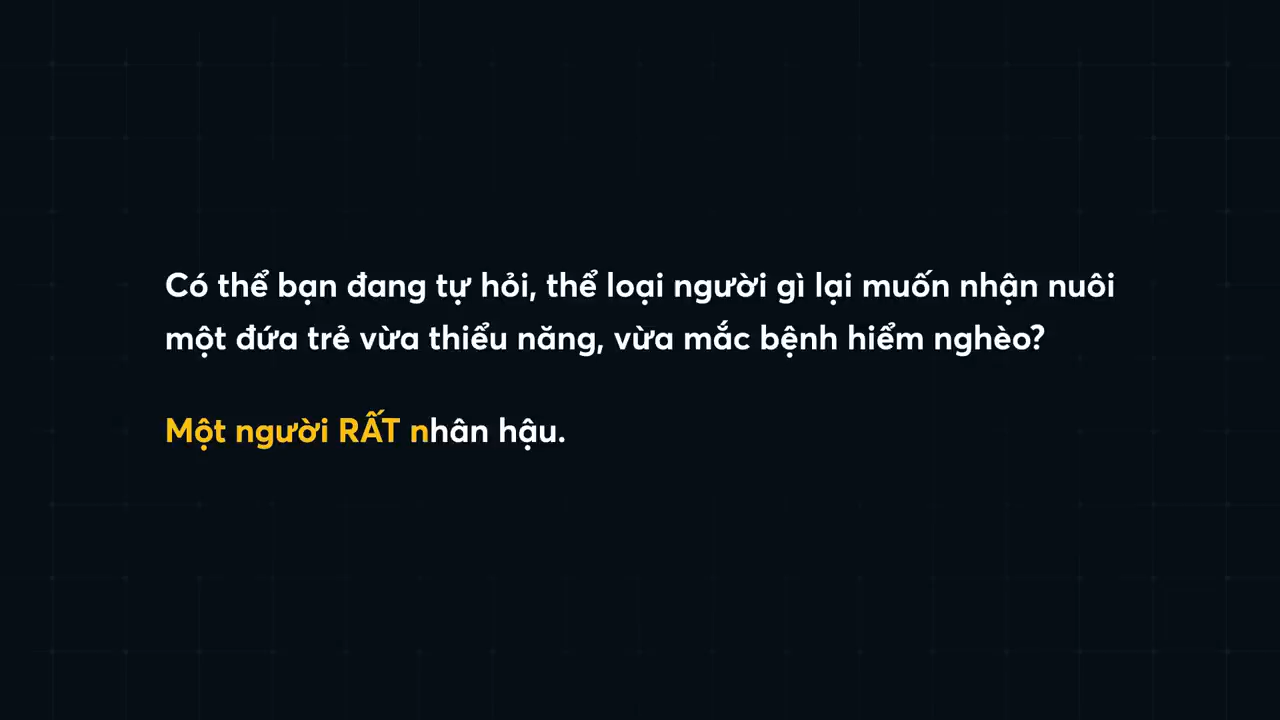 Có thể bạn đang tự hỏi, thể loại người gì lại muốn nhận nuôi
một đứa trẻ vừa thiểu năng, vừa mắc bệnh hiểm nghèo?
Một người RẤT nhân hậu.